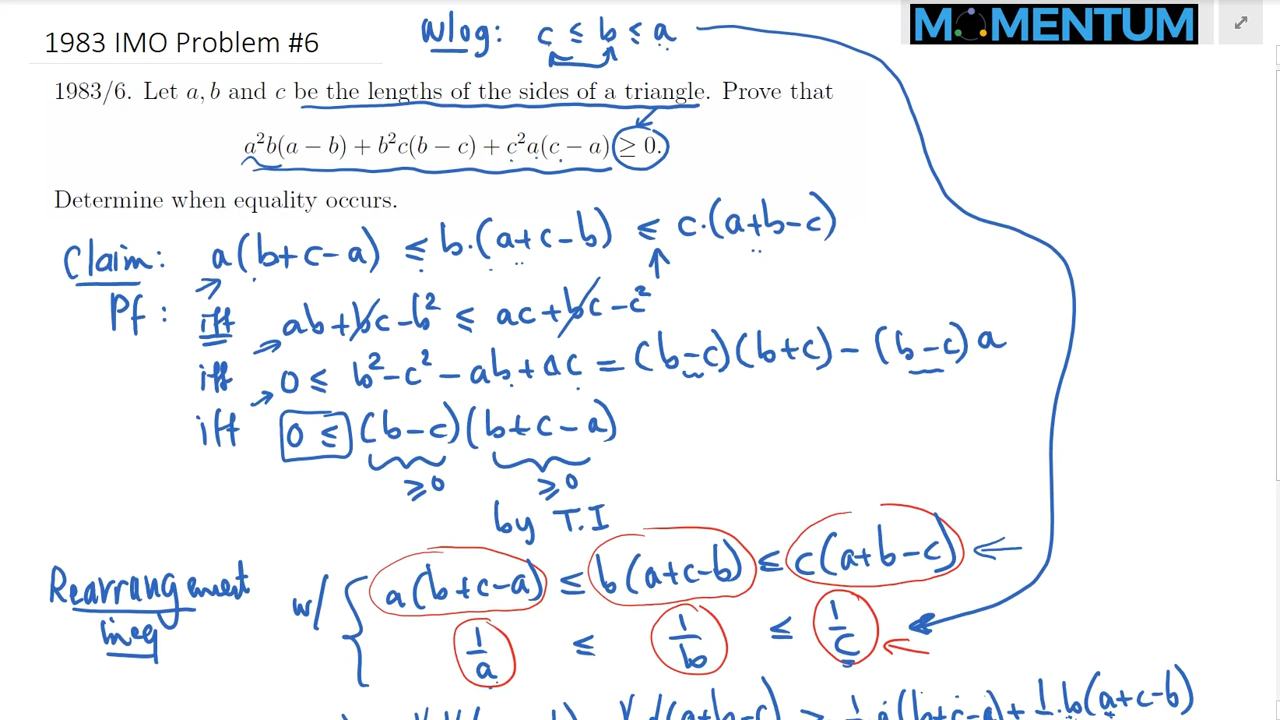 MOMENTUM
1983 IMO Problem #6
Wlog: c ≤ b ≤ a
1983/6. Let a, b and c be the lengths of the sides of a triangle. Prove that
a²b(a − b) + b²c(b − c) + c²a(c − a) ≥ 0.
Determine when equality occurs.
Claim: a(b+c−a) ≤ b·(a+c−b) ≤ c·(a+b−c)
Pf: iff ab+bc−b² ≤ ac+bc−c²
iff 0 ≤ b²−c²−ab+ac = (b−c)(b+c) − (b−c)a
iff 0 ≤ (b−c)(b+c−a)
≥0 ≥0
by T.I
Rearrangement ineq
w/ { a(b+c−a) ≤ b(a+c−b) ≤ c(a+b−c)
1/a ≤ 1/b ≤ 1/c